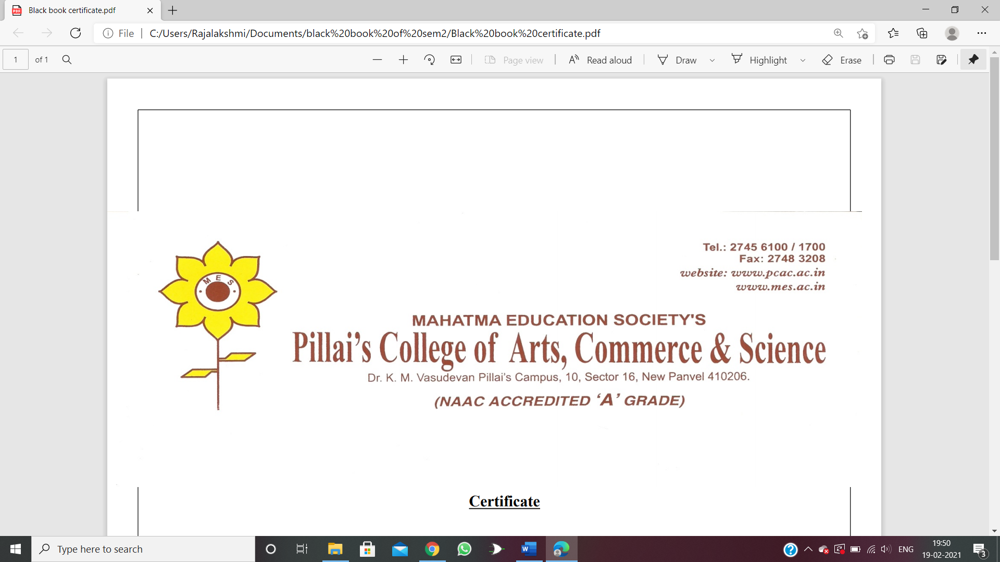 Black book certificate.pdf
File
C:/Users/Rajalakshmi/Documents/black%20book%20of%20sem2/Black%20book%20certificate.pdf
1 of 1
Page view
Read aloud
Draw
Highlight
Erase
Tel.: 2745 6100 / 1700
Fax: 2748 3208
website: www.pcac.ac.in
www.mes.ac.in
MES
MAHATMA EDUCATION SOCIETY'S
Pillai's College of Arts, Commerce & Science
Dr. K. M. Vasudevan Pillai's Campus, 10, Sector 16, New Panvel 410206.
(NAAC ACCREDITED 'A' GRADE)
Certificate
Type here to search
ENG
19:50
19-02-2021
3